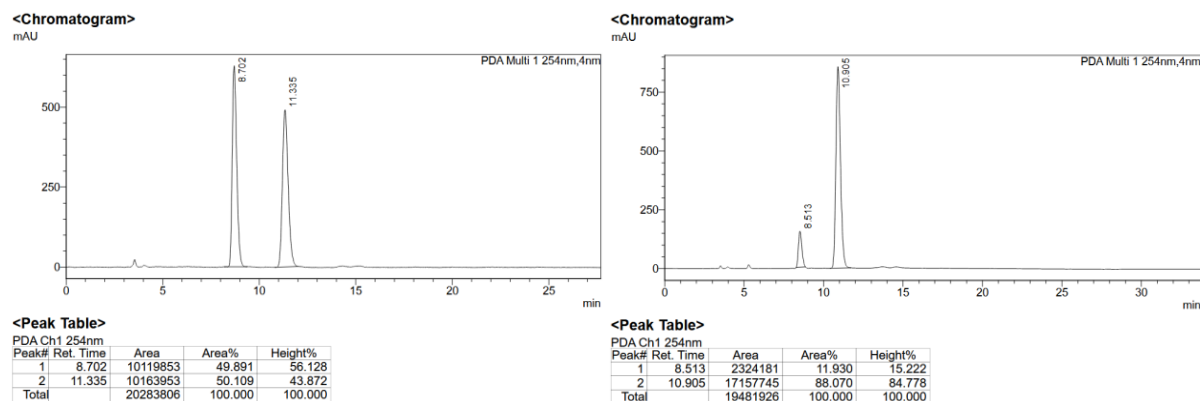 <Chromatogram>
mAU
PDA Multi 1 254nm,4nm
8.702
11.335
500
250
0
0 5 10 15 20 25
min
<Peak Table>
PDA Ch1 254nm
Peak# Ret. Time Area Area% Height%
1 8.702 10119853 49.891 56.128
2 11.335 10163953 50.109 43.872
Total 20283806 100.000 100.000
<Chromatogram>
mAU
PDA Multi 1 254nm,4nm
8.513
10.905
750
500
250
0
0 5 10 15 20 25 30
min
<Peak Table>
PDA Ch1 254nm
Peak# Ret. Time Area Area% Height%
1 8.513 2324181 11.930 15.222
2 10.905 17157745 88.070 84.778
Total 19481926 100.000 100.000